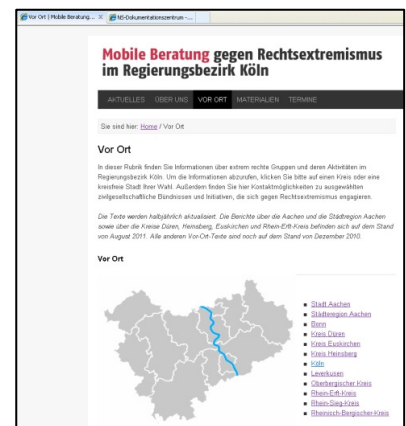 Vor Ort | Mobile Beratung ... X NS-Dokumentationszentrum - ...
Mobile Beratung gegen Rechtsextremismus
im Regierungsbezirk Köln
AKTUELLES ÜBER UNS VOR ORT MATERIALIEN TERMINE
Sie sind hier: Home / Vor Ort
Vor Ort
In dieser Rubrik finden Sie Informationen über extrem rechte Gruppen und deren Aktivitäten im
Regierungsbezirk Köln. Um die Informationen abzurufen, klicken Sie bitte auf einen Kreis oder eine
kreisfreie Stadt Ihrer Wahl. Außerdem finden Sie hier Kontaktmöglichkeiten zu ausgewählten
zivilgesellschaftliche Bündnissen und Initiativen, die sich gegen Rechtsextremismus engagieren.
Die Texte werden halbjährlich aktualisiert. Die Berichte über die Aachen und die Städtregion Aachen
sowie über die Kreise Düren, Heinsberg, Euskirchen und Rhein-Erft-Kreis befinden sich auf dem Stand
von August 2011. Alle anderen Vor-Ort-Texte sind noch auf dem Stand von Dezember 2010.
Vor Ort
Stadt Aachen
Städteregion Aachen
Bonn
Kreis Düren
Kreis Euskirchen
Kreis Heinsberg
Köln
Leverkusen
Oberbergischer Kreis
Rhein-Erft-Kreis
Rhein-Sieg-Kreis
Rheinisch-Bergischer-Kreis